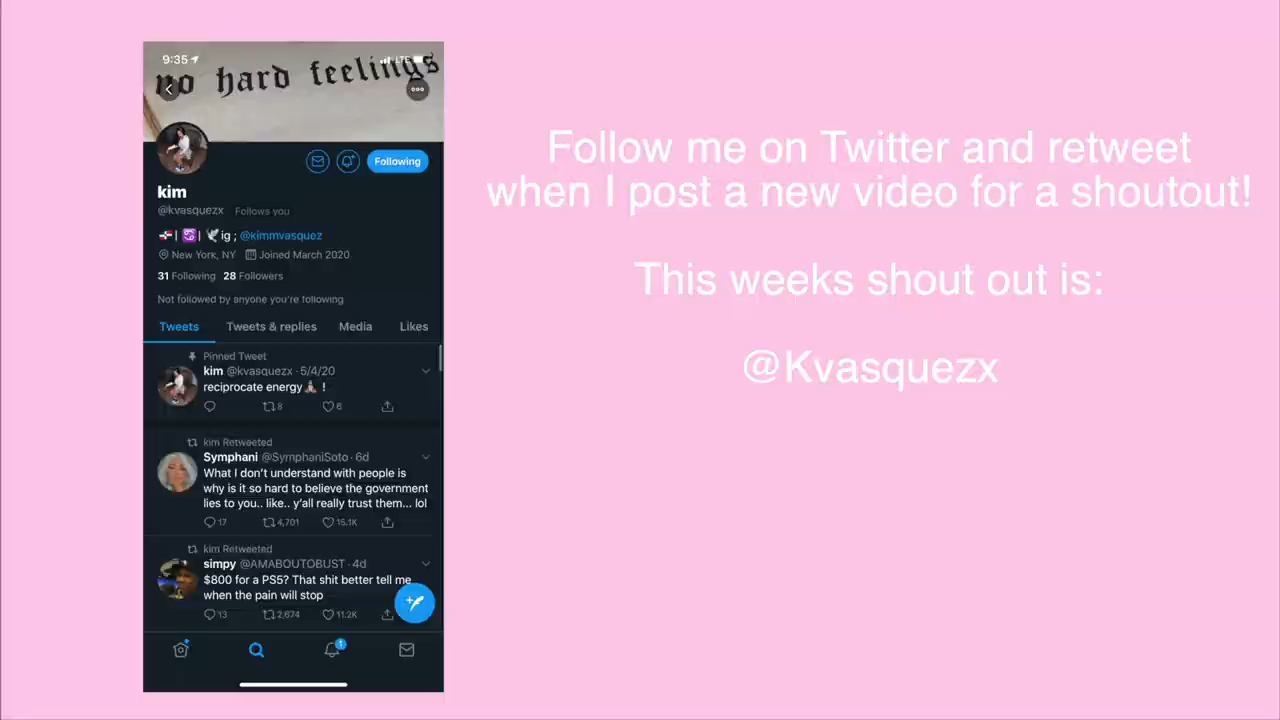 9:35
LTE
no hard feelings
Following
kim
@kvasquezx Follows you
| | ig ; @kimmvasquez
New York, NY Joined March 2020
31 Following 28 Followers
Not followed by anyone you're following
Tweets Tweets & replies Media Likes
Pinned Tweet
kim @kvasquezx · 5/4/20
reciprocate energy🙏🏼 !
8 6
kim Retweeted
Symphani @SymphaniSoto · 6d
What I don't understand with people is
why is it so hard to believe the government
lies to you.. like.. y'all really trust them... lol
17 4,701 15.1K
kim Retweeted
simpy @AMABOUTOBUST · 4d
$800 for a PS5? That shit better tell me
when the pain will stop
13 2,674 11.2K
1
Follow me on Twitter and retweet
when I post a new video for a shoutout!
This weeks shout out is:
@Kvasquezx